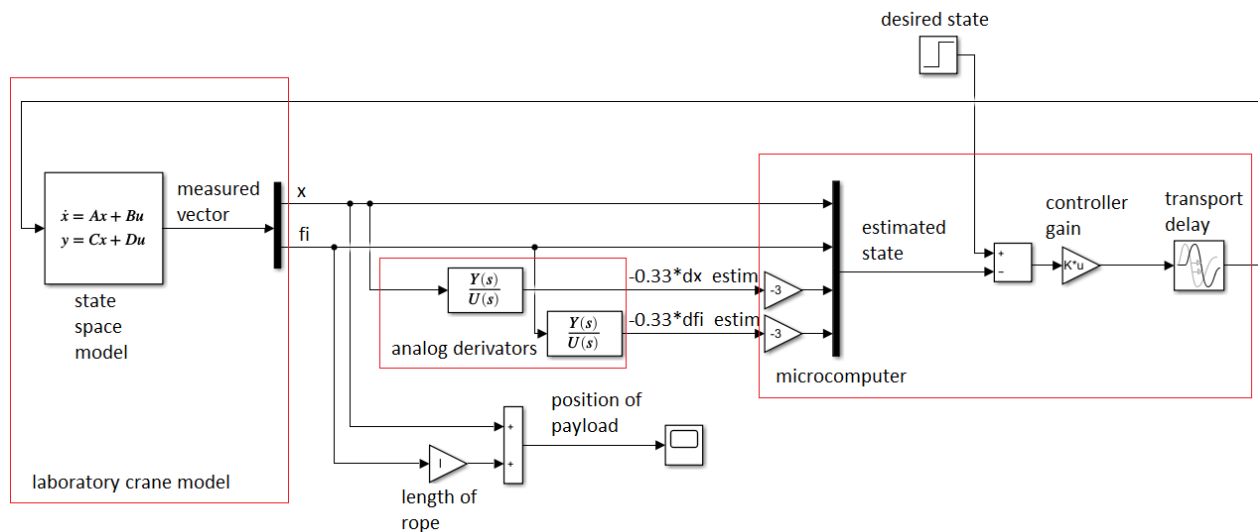 desired state
measured
vector
x
fi
ẋ = Ax + Bu
y = Cx + Du
state
space
model
laboratory crane model
Y(s)
U(s)
Y(s)
U(s)
analog derivators
-0.33*dx estim
-0.33*dfi estim
-3
-3
estimated
state
+
−
controller
gain
K*u
transport
delay
microcomputer
position of
payload
+
+
l
length of
rope